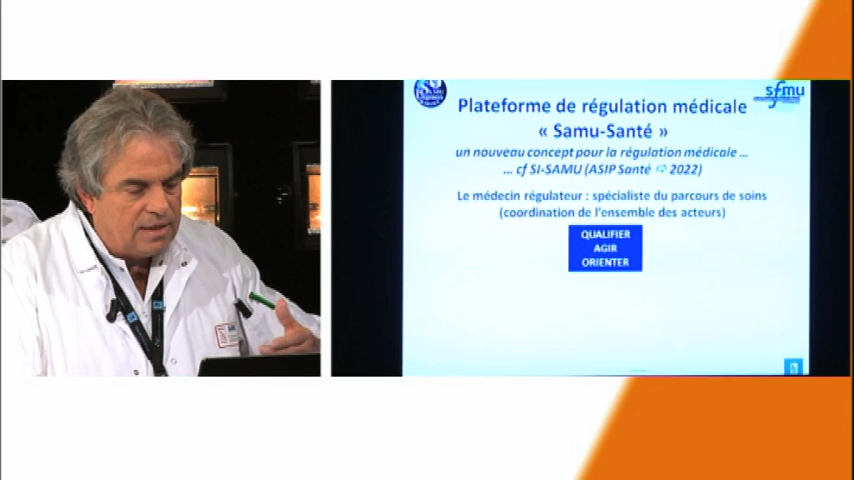 sfmu
Plateforme de régulation médicale
« Samu-Santé »
un nouveau concept pour la régulation médicale ...
... cf SI-SAMU (ASIP Santé ⇨ 2022)
Le médecin régulateur : spécialiste du parcours de soins
(coordination de l'ensemble des acteurs)
QUALIFIER
AGIR
ORIENTER